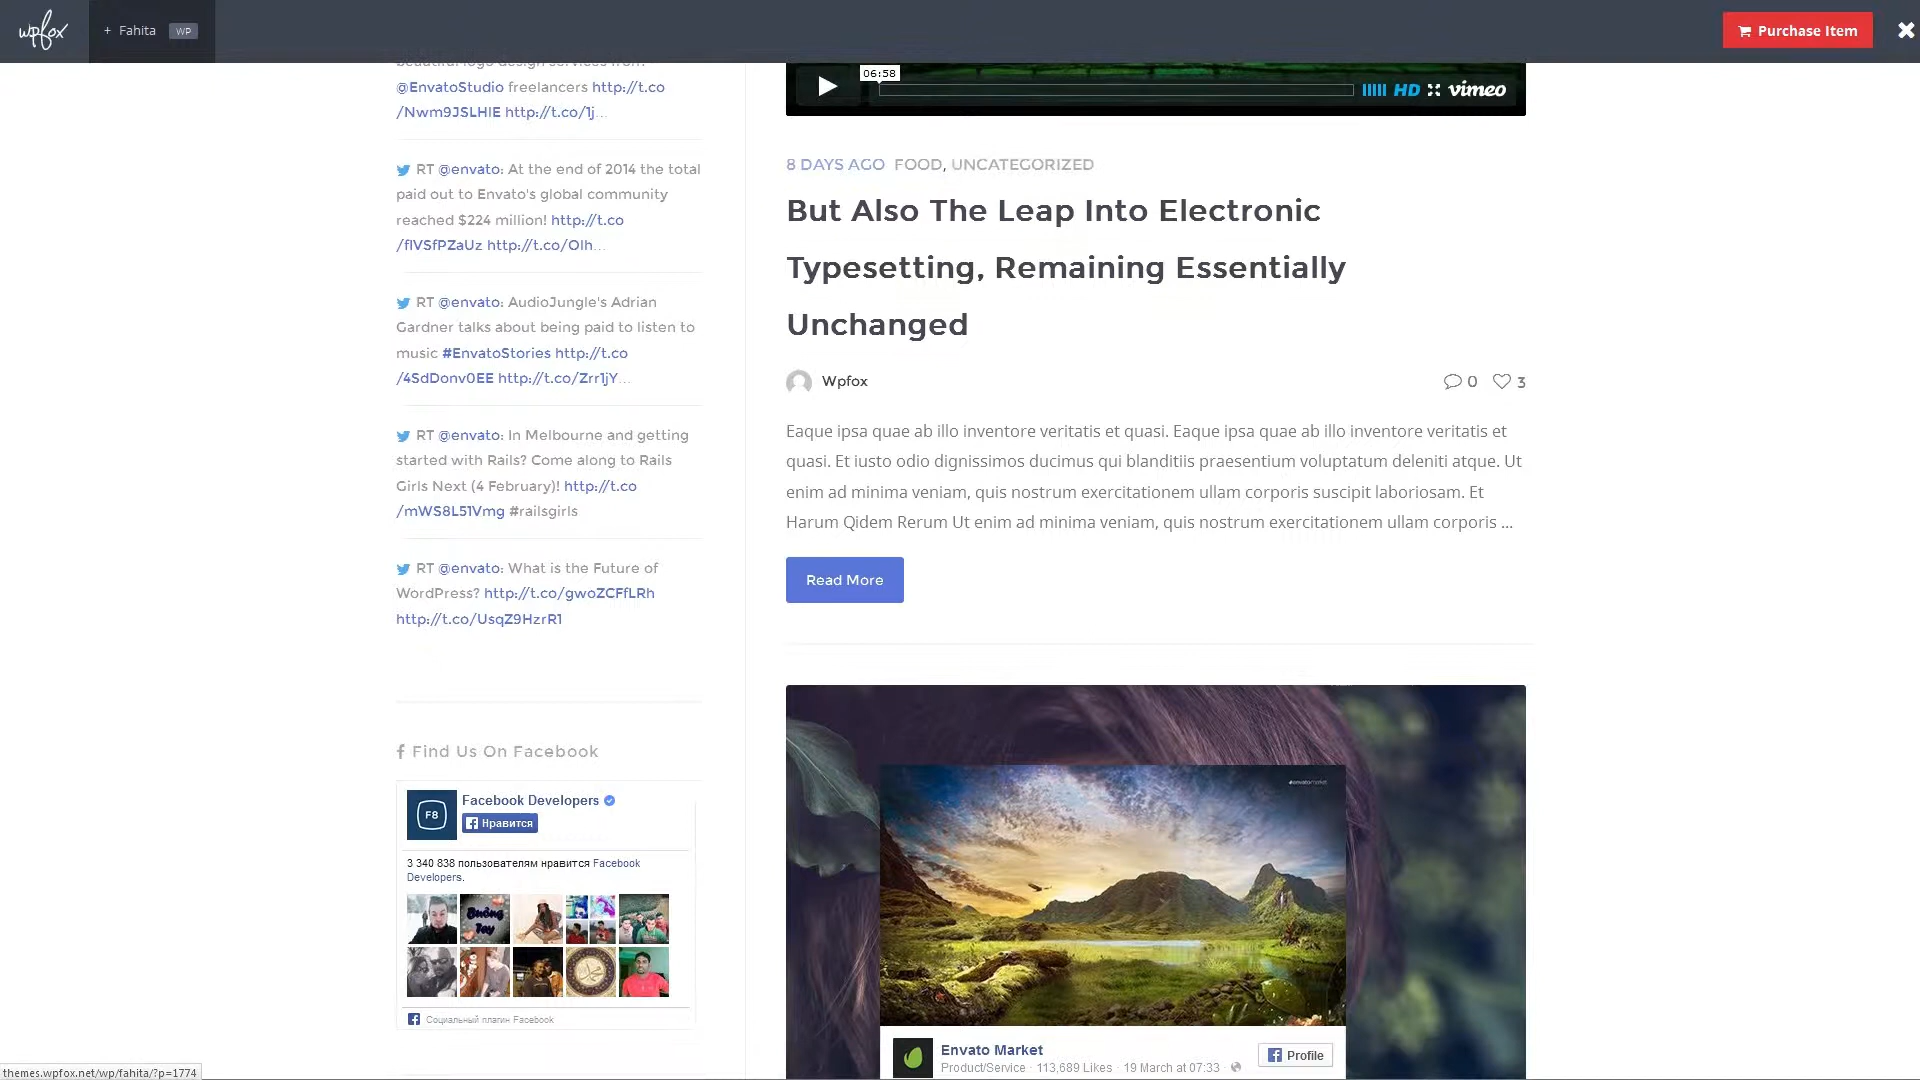 wpfox
+ Fahita WP
Purchase Item
@EnvatoStudio freelancers http://t.co
/Nwm9JSLHlE http://t.co/1j...
RT @envato: At the end of 2014 the total
paid out to Envato's global community
reached $224 million! http://t.co
/flVSfPZaUz http://t.co/Olh...
RT @envato: AudioJungle's Adrian
Gardner talks about being paid to listen to
music #EnvatoStories http://t.co
/4SdDonv0EE http://t.co/Zrr1jY...
RT @envato: In Melbourne and getting
started with Rails? Come along to Rails
Girls Next (4 February)! http://t.co
/mWS8L51Vmg #railsgirls
RT @envato: What is the Future of
WordPress? http://t.co/gwoZCFfLRh
http://t.co/UsqZ9HzrR1
Find Us On Facebook
F8
Facebook Developers
Нравится
3 340 838 пользователям нравится Facebook
Developers.
Социальный плагин Facebook
06:58
HD vimeo
8 DAYS AGO FOOD, UNCATEGORIZED
But Also The Leap Into Electronic
Typesetting, Remaining Essentially
Unchanged
Wpfox
0 3
Eaque ipsa quae ab illo inventore veritatis et quasi. Eaque ipsa quae ab illo inventore veritatis et
quasi. Et iusto odio dignissimos ducimus qui blanditiis praesentium voluptatum deleniti atque. Ut
enim ad minima veniam, quis nostrum exercitationem ullam corporis suscipit laboriosam. Et
Harum Qidem Rerum Ut enim ad minima veniam, quis nostrum exercitationem ullam corporis ...
Read More
envatomarket
Envato Market
Product/Service · 113,689 Likes · 19 March at 07:33 ·
Profile
themes.wpfox.net/wp/fahita/?p=1774